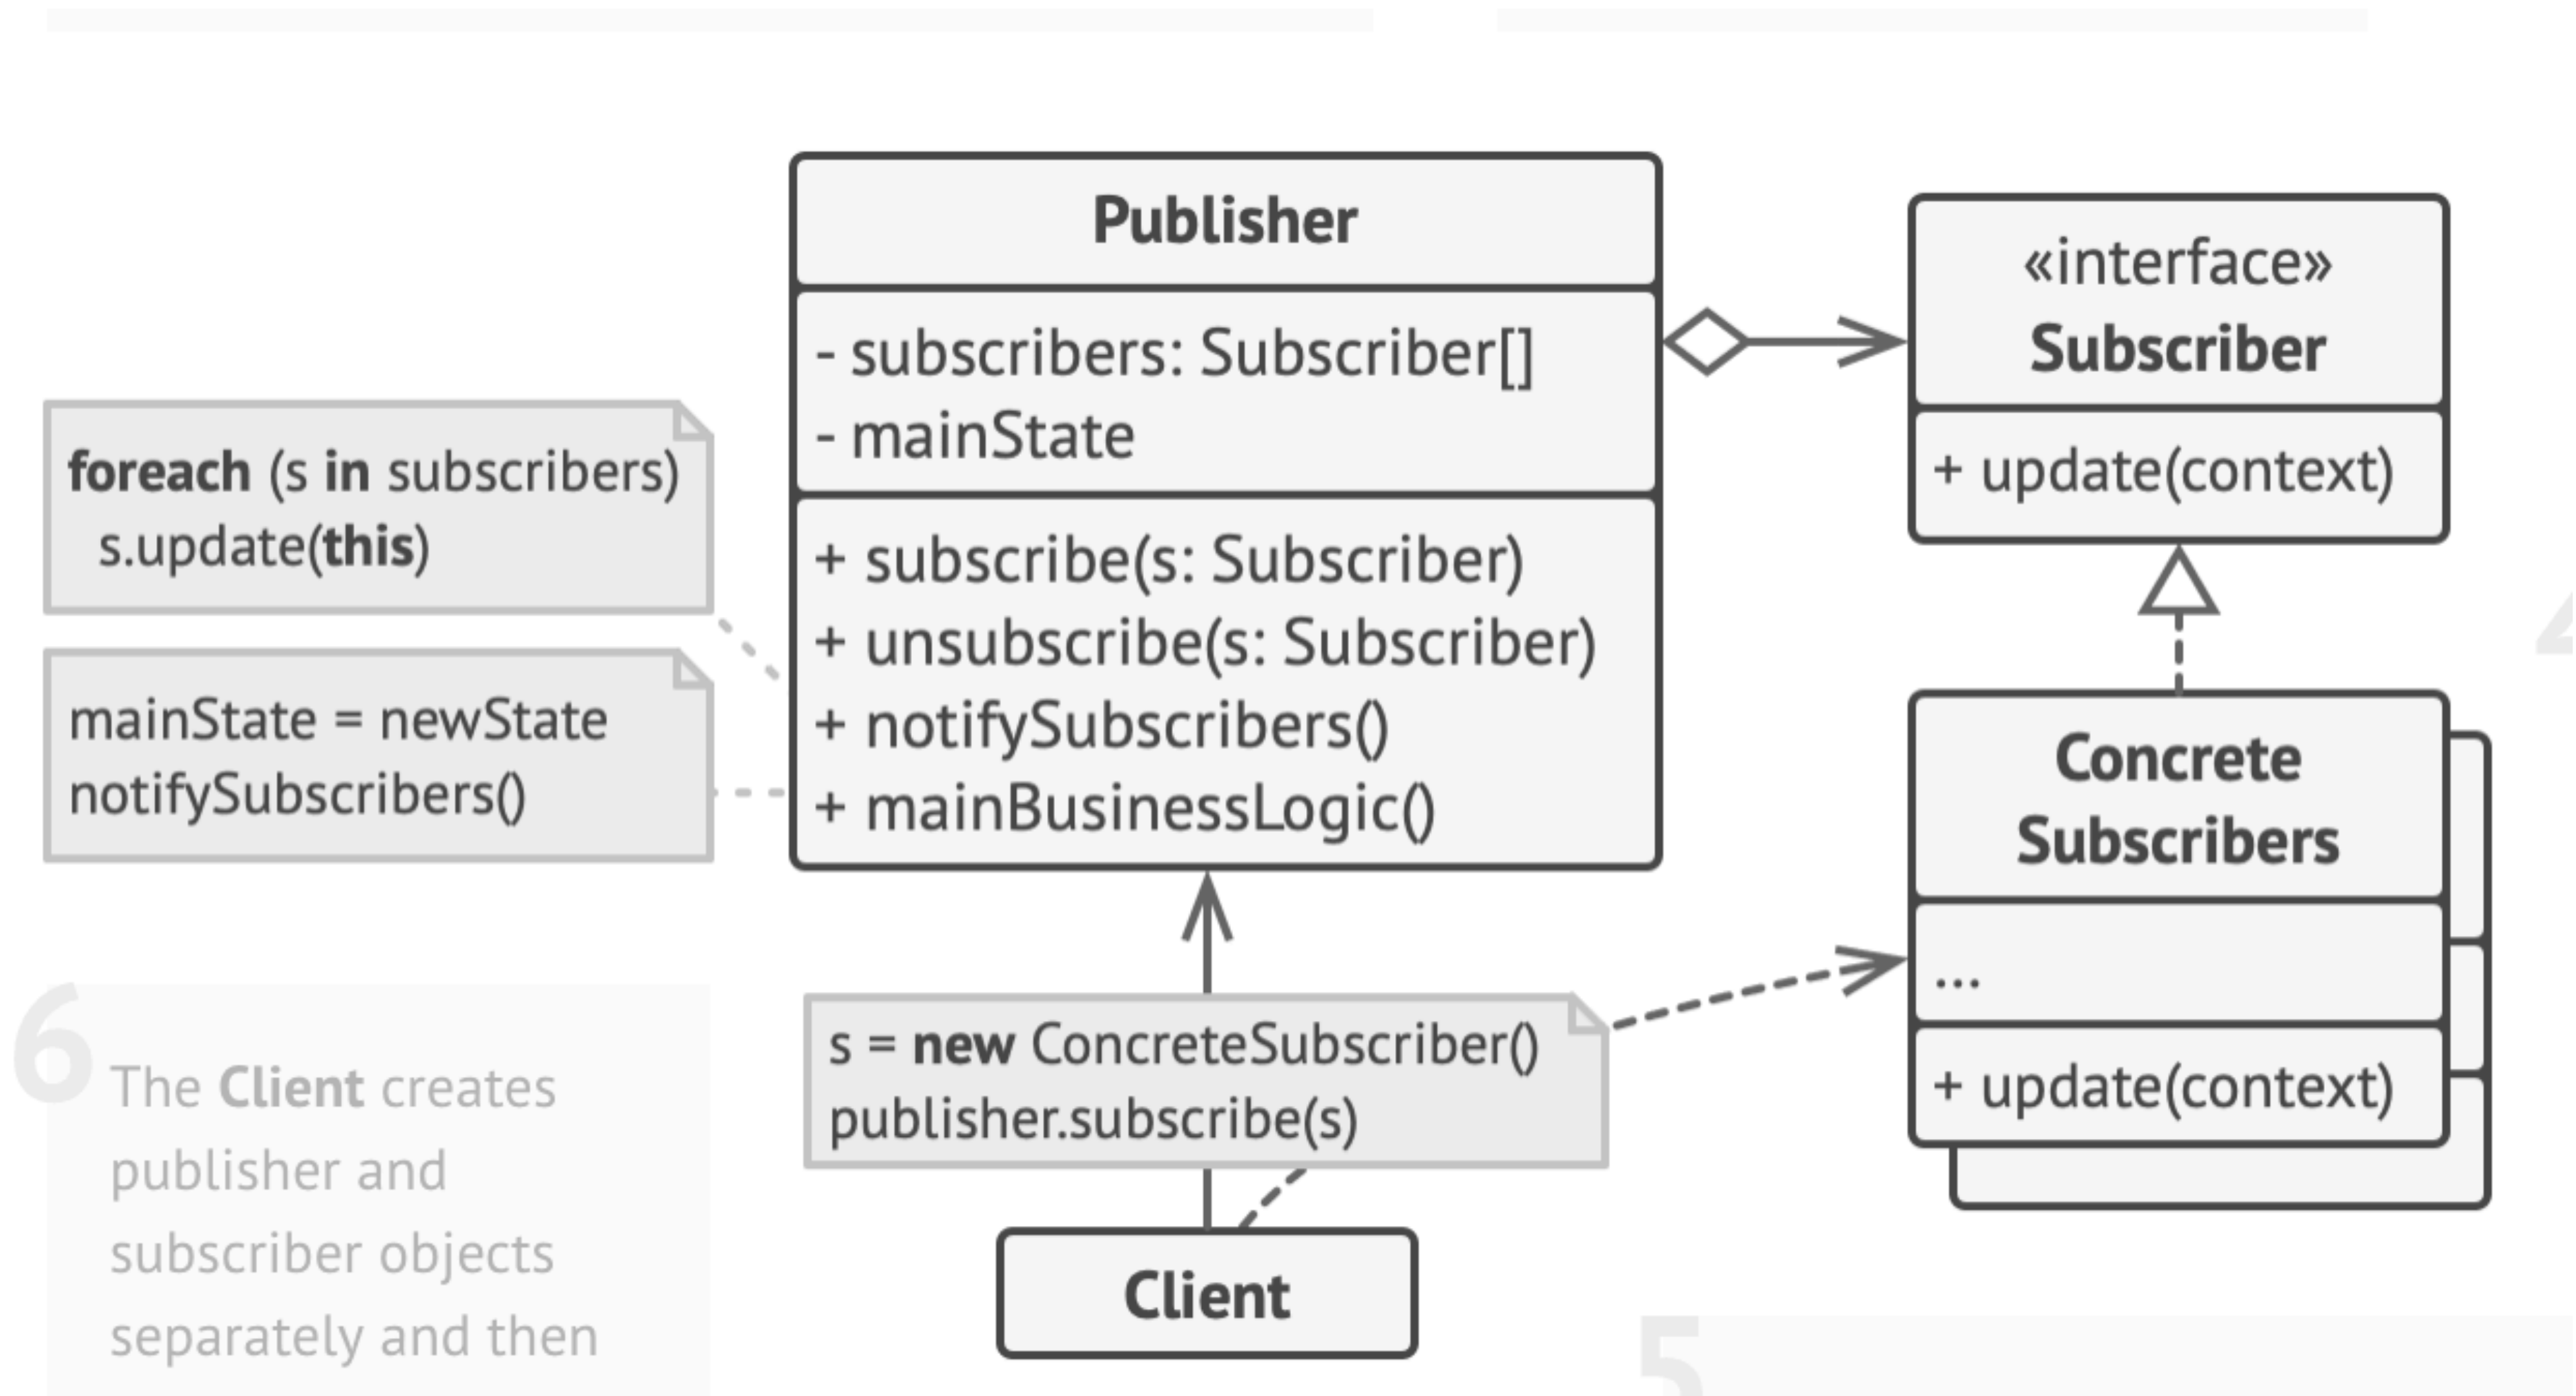 Publisher
- subscribers: Subscriber[]
- mainState
+ subscribe(s: Subscriber)
+ unsubscribe(s: Subscriber)
+ notifySubscribers()
+ mainBusinessLogic()
«interface»
Subscriber
+ update(context)
foreach (s in subscribers)
s.update(this)
mainState = newState
notifySubscribers()
Concrete
Subscribers
...
+ update(context)
s = new ConcreteSubscriber()
publisher.subscribe(s)
Client
6
The Client creates
publisher and
subscriber objects
separately and then
4
5